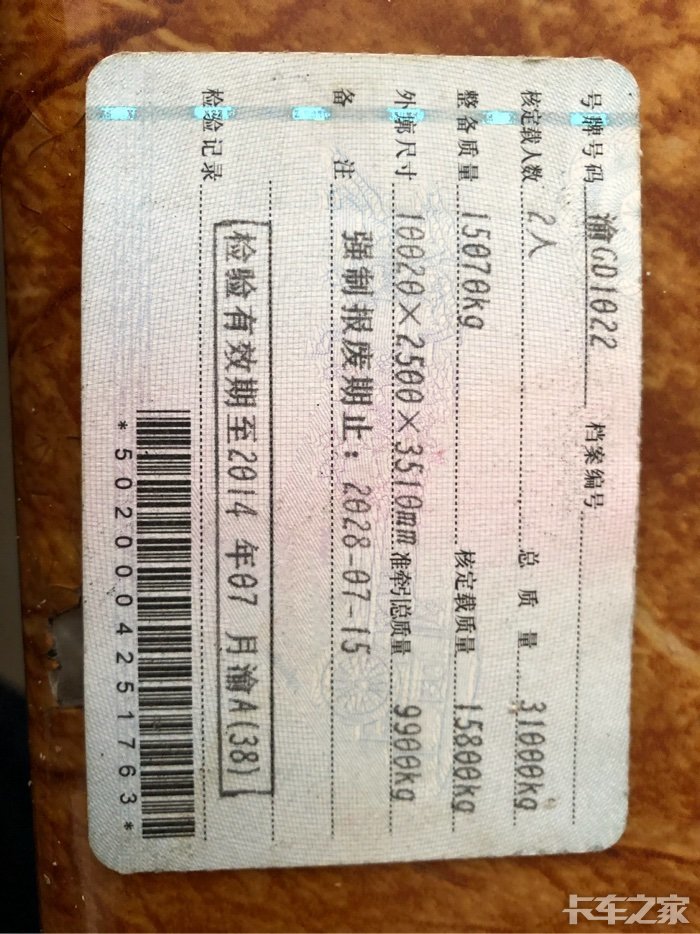 号牌号码 渝GD1022 档案编号
核定载人数 2人 总质量 31000kg
整备质量 15070kg 核定载质量 15800kg
外廓尺寸 10020×2500×3510mm 准牵引总质量 9900kg
备注 强制报废期止：2028-07-15
检验记录
检验有效期至2014年07月渝A(38)
*5020004251763*
卡车之家